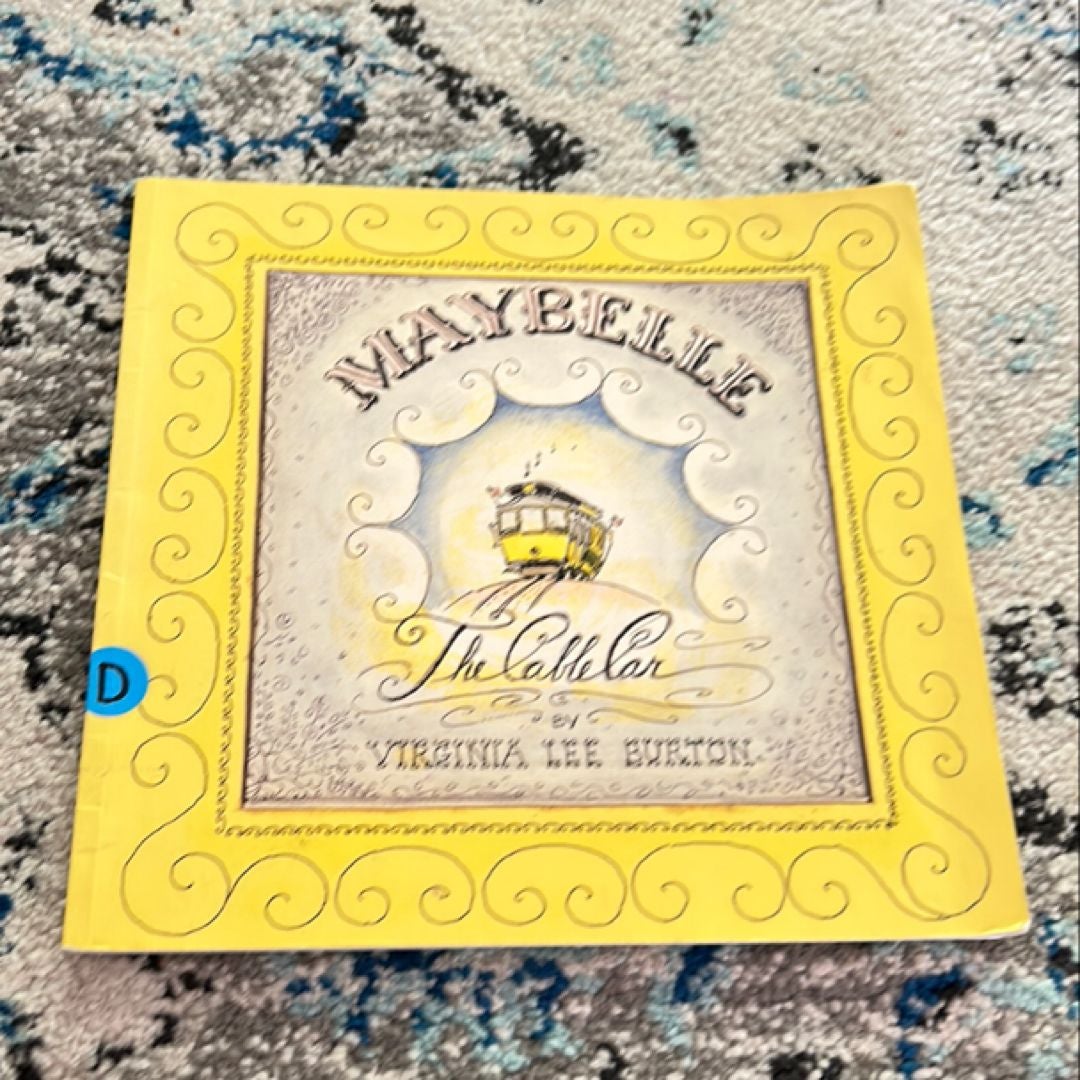 MAYBELLE
The Cable Car
BY
VIRGINIA LEE BURTON
D